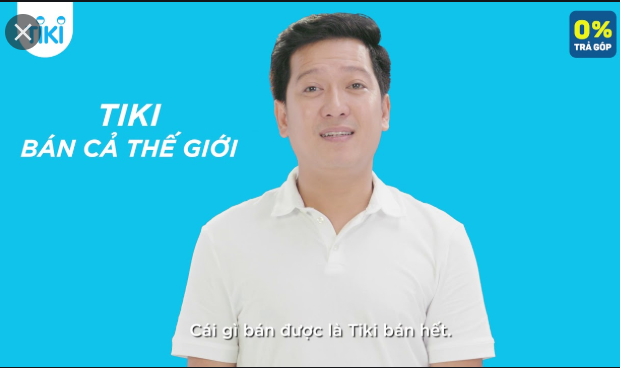 TIKI
0%
TRẢ GÓP
TIKI
BÁN CẢ THẾ GIỚI
Cái gì bán được là Tiki bán hết.